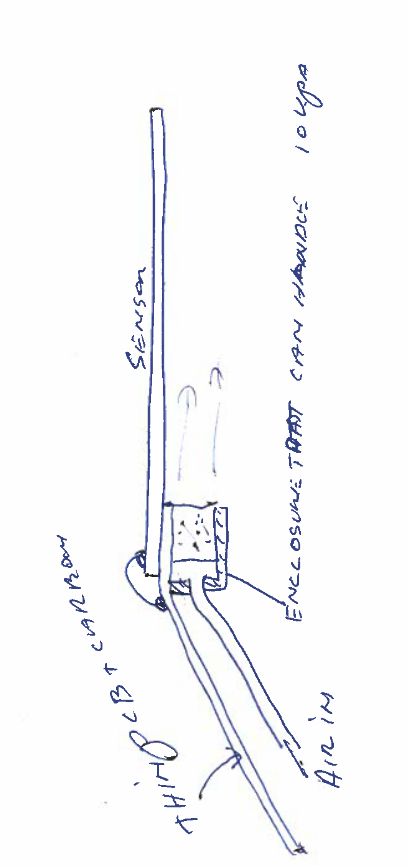 SENSOR
ENCLOSURE THAT CAN HANDLE 10 kpa
THIN PCB + CARBON
AIR IN